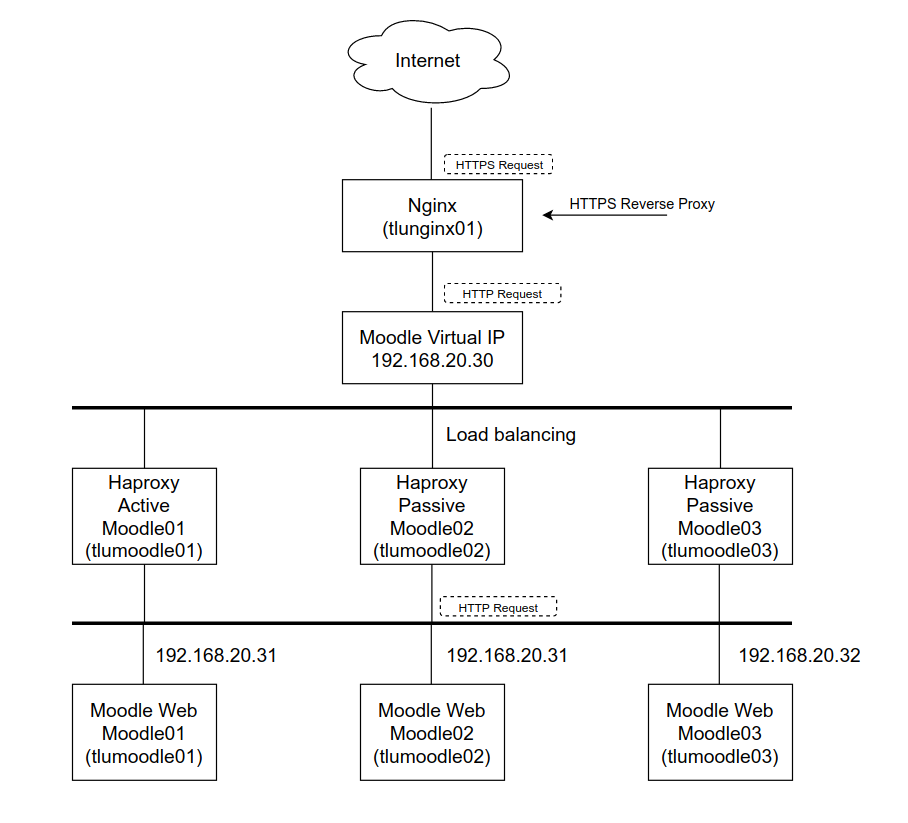 Internet
HTTPS Request
Nginx
(tlunginx01)
HTTPS Reverse Proxy
HTTP Request
Moodle Virtual IP
192.168.20.30
Load balancing
Haproxy
Active
Moodle01
(tlumoodle01)
Haproxy
Passive
Moodle02
(tlumoodle02)
Haproxy
Passive
Moodle03
(tlumoodle03)
HTTP Request
192.168.20.31
192.168.20.31
192.168.20.32
Moodle Web
Moodle01
(tlumoodle01)
Moodle Web
Moodle02
(tlumoodle02)
Moodle Web
Moodle03
(tlumoodle03)